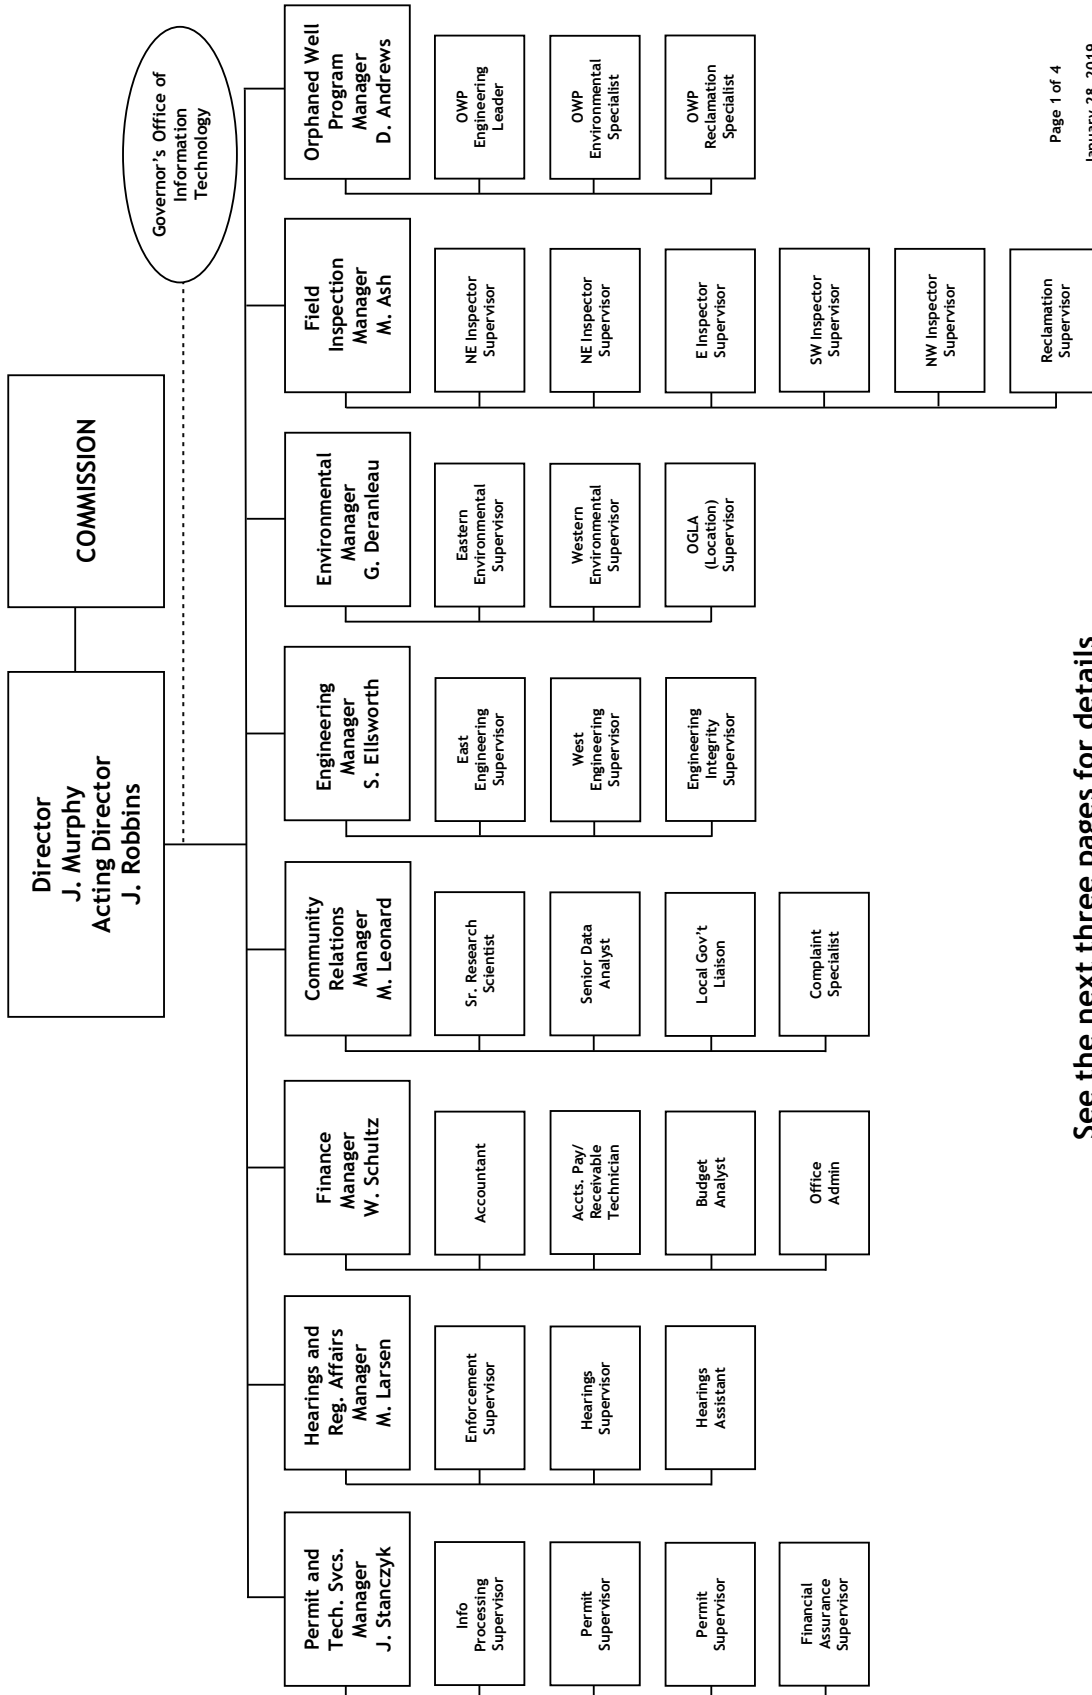 COMMISSION
Director
J. Murphy
Acting Director
J. Robbins
Governor's Office of
Information
Technology
Permit and
Tech. Svcs.
Manager
J. Stanczyk
Info
Processing
Supervisor
Permit
Supervisor
Permit
Supervisor
Financial
Assurance
Supervisor
Hearings and
Reg. Affairs
Manager
M. Larsen
Enforcement
Supervisor
Hearings
Supervisor
Hearings
Assistant
Finance
Manager
W. Schultz
Accountant
Accts. Pay/
Receivable
Technician
Budget
Analyst
Office
Admin
Community
Relations
Manager
M. Leonard
Sr. Research
Scientist
Senior Data
Analyst
Local Gov't
Liaison
Complaint
Specialist
Engineering
Manager
S. Ellsworth
East
Engineering
Supervisor
West
Engineering
Supervisor
Engineering
Integrity
Supervisor
Environmental
Manager
G. Deranleau
Eastern
Environmental
Supervisor
Western
Environmental
Supervisor
OGLA
(Location)
Supervisor
Field
Inspection
Manager
M. Ash
NE Inspector
Supervisor
NE Inspector
Supervisor
E Inspector
Supervisor
SW Inspector
Supervisor
NW Inspector
Supervisor
Reclamation
Supervisor
Orphaned Well
Program
Manager
D. Andrews
OWP
Engineering
Leader
OWP
Environmental
Specialist
OWP
Reclamation
Specialist
See the next three pages for details
Page 1 of 4
January 28, 2019